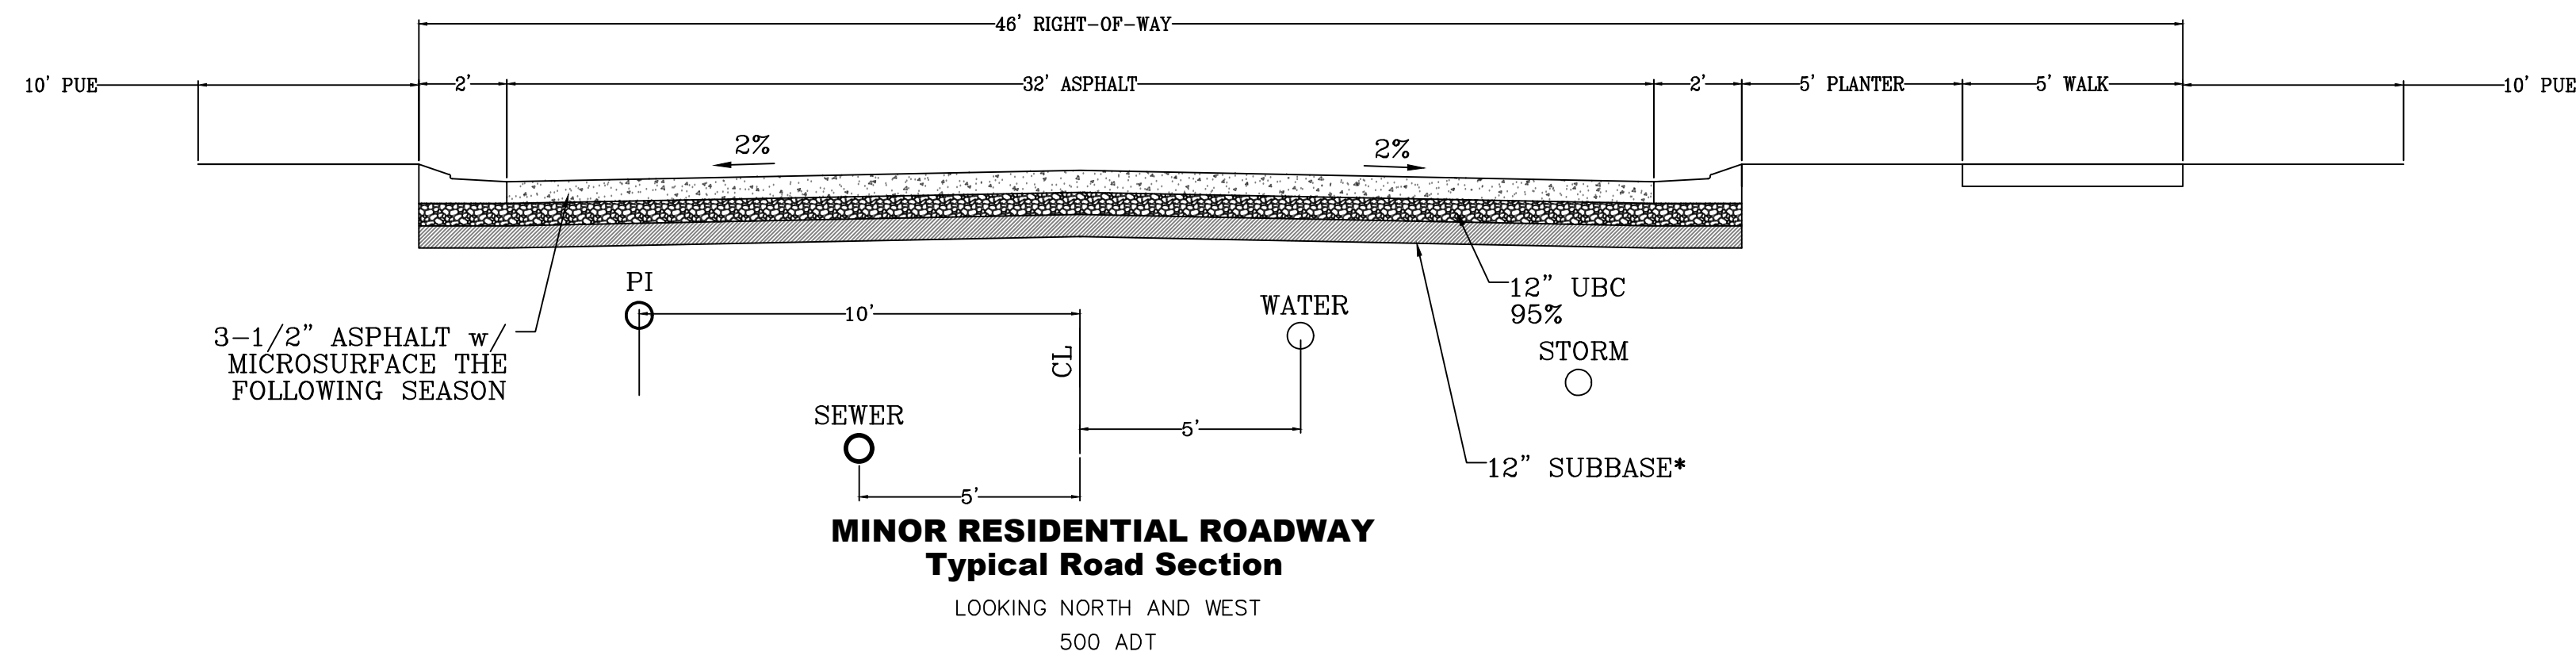 46' RIGHT-OF-WAY
10' PUE
2'
32' ASPHALT
2'
5' PLANTER
5' WALK
10' PUE
2%
2%
PI
10'
CL
WATER
12" UBC
95%
STORM
3-1/2" ASPHALT w/
MICROSURFACE THE
FOLLOWING SEASON
SEWER
5'
12" SUBBASE*
5'
MINOR RESIDENTIAL ROADWAY
Typical Road Section
LOOKING NORTH AND WEST
500 ADT